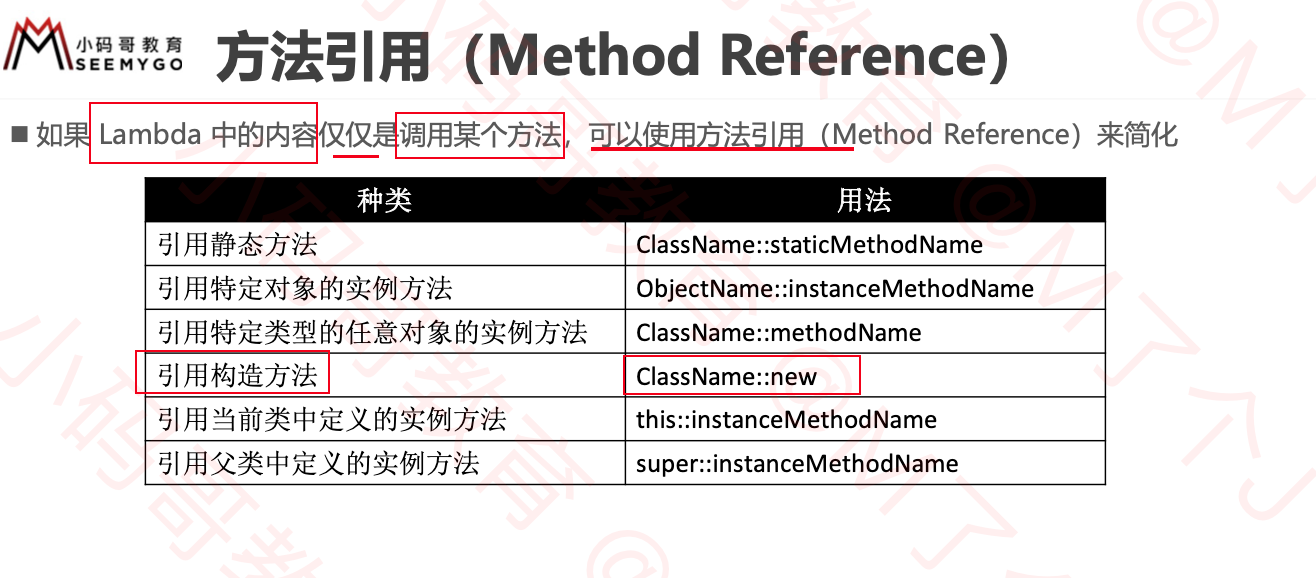 小码哥教育
SEEMYGO
方法引用（Method Reference）
■ 如果 Lambda 中的内容仅仅是调用某个方法，可以使用方法引用（Method Reference）来简化
种类 用法
引用静态方法 ClassName::staticMethodName
引用特定对象的实例方法 ObjectName::instanceMethodName
引用特定类型的任意对象的实例方法 ClassName::methodName
引用构造方法 ClassName::new
引用当前类中定义的实例方法 this::instanceMethodName
引用父类中定义的实例方法 super::instanceMethodName
小码哥教育 @M了个J